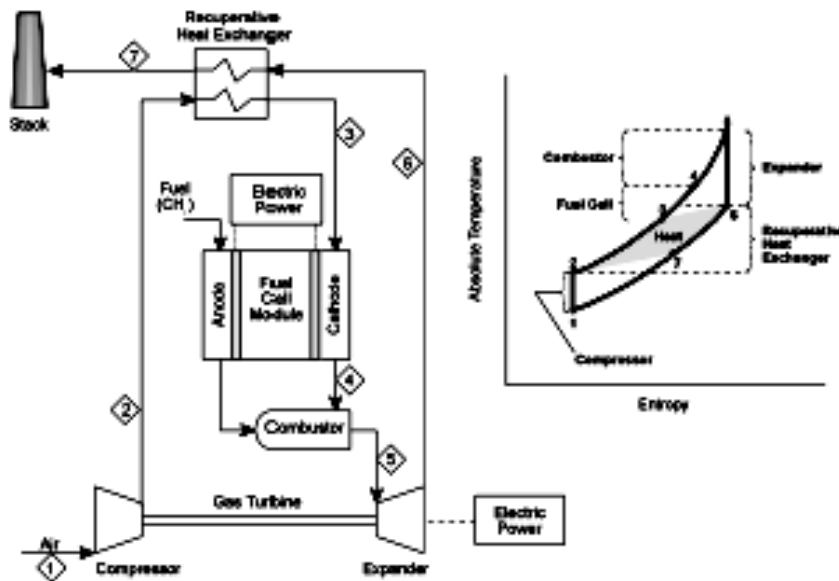 Recuperative
Heat Exchanger
7
Stack
3
6
Fuel
(CH
Electric
Power
Anode
Fuel
Cell
Module
Cathode
4
2
Combustor
5
Gas Turbine
Air
1
Compressor
Expander
Electric
Power
Absolute Temperature
Combustor
Fuel Cell
4
3
Heat
2
7
1
6
Expander
Recuperative
Heat
Exchanger
Compressor
Entropy